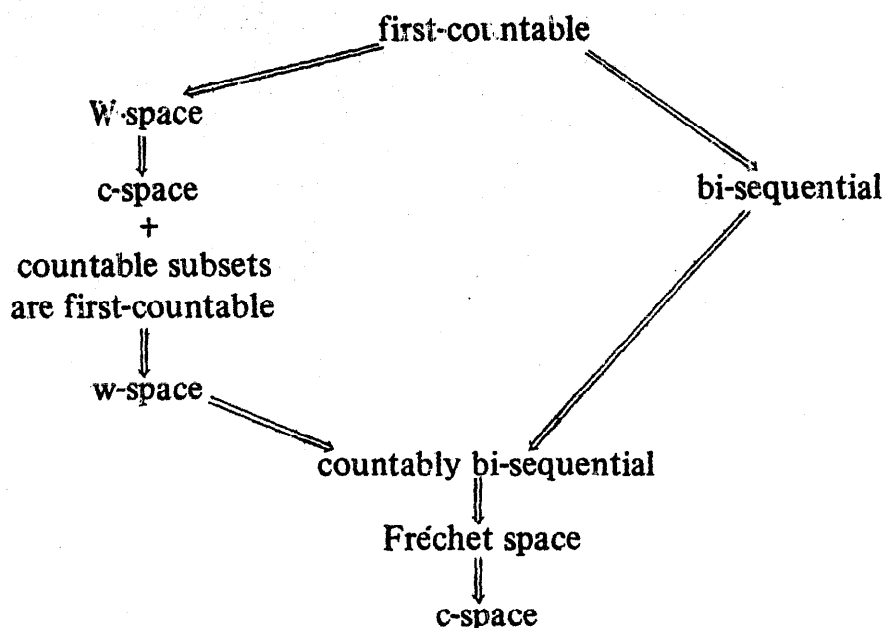 first-countable
W-space
c-space
+
countable subsets
are first-countable
w-space
bi-sequential
countably bi-sequential
Fréchet space
c-space